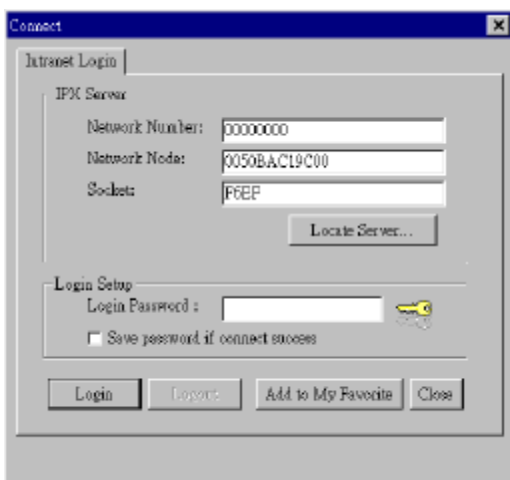 Connect
Intranet Login
IPX Server
Network Number: 00000000
Network Node: 0050BAC19C00
Socket: F6EF
Locate Server...
Login Setup
Login Password :
Save password if connect success
Login Logout Add to My Favorite Close